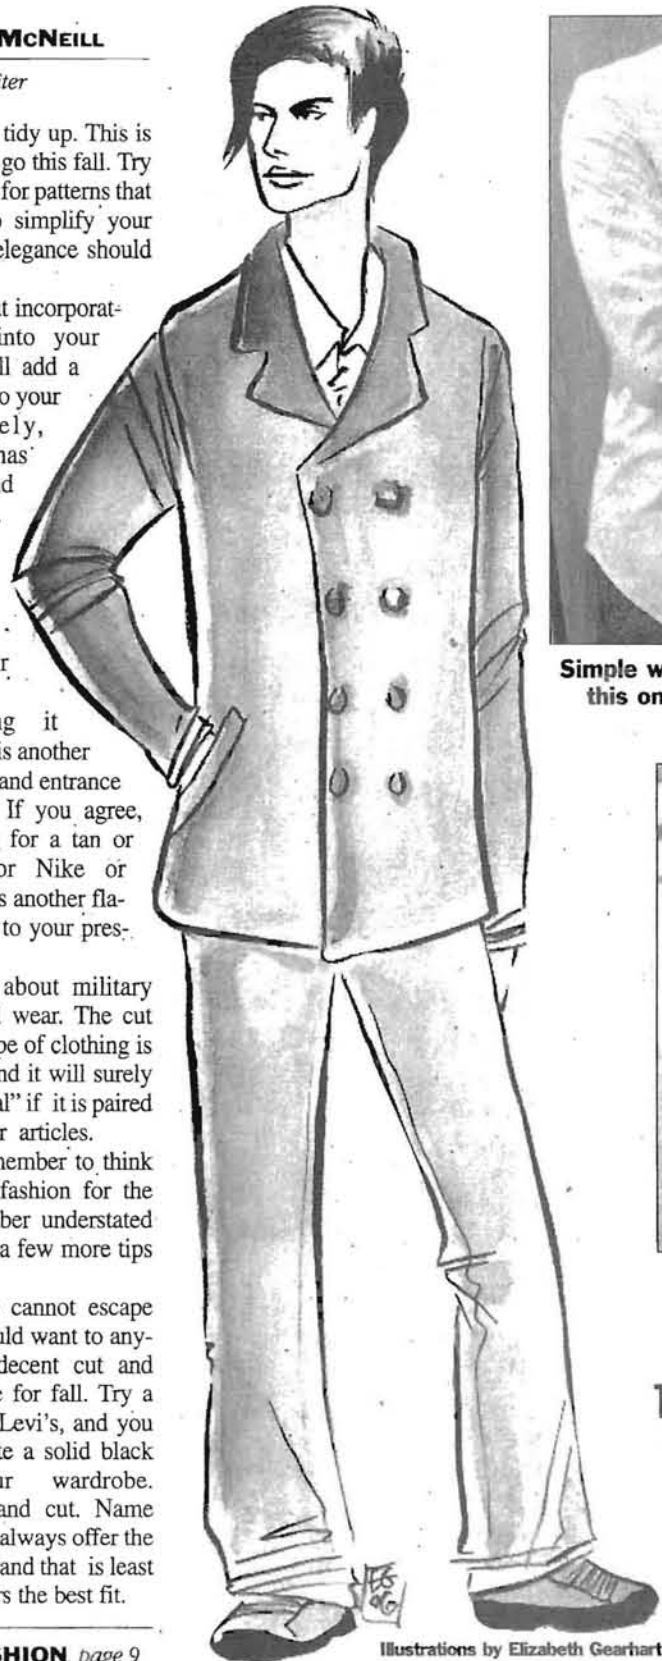 MCNEILL
iter
tidy up. This is
go this fall. Try
for patterns that
simplify your
elegance should
t incorporat-
into your
ll add a
o your
ely,
has
d
r
g it
is another
and entrance
If you agree,
for a tan or
or Nike or
s another fla-
to your pres-
about military
wear. The cut
pe of clothing is
nd it will surely
al" if it is paired
r articles.
member to think
fashion for the
ber understated
a few more tips
cannot escape
uld want to any-
decent cut and
e for fall. Try a
Levi's, and you
te a solid black
ur wardrobe.
and cut. Name
always offer the
and that is least
rs the best fit.
SHION page 9
Simple w
this on
T
EG
96
Illustrations by Elizabeth Gearhart